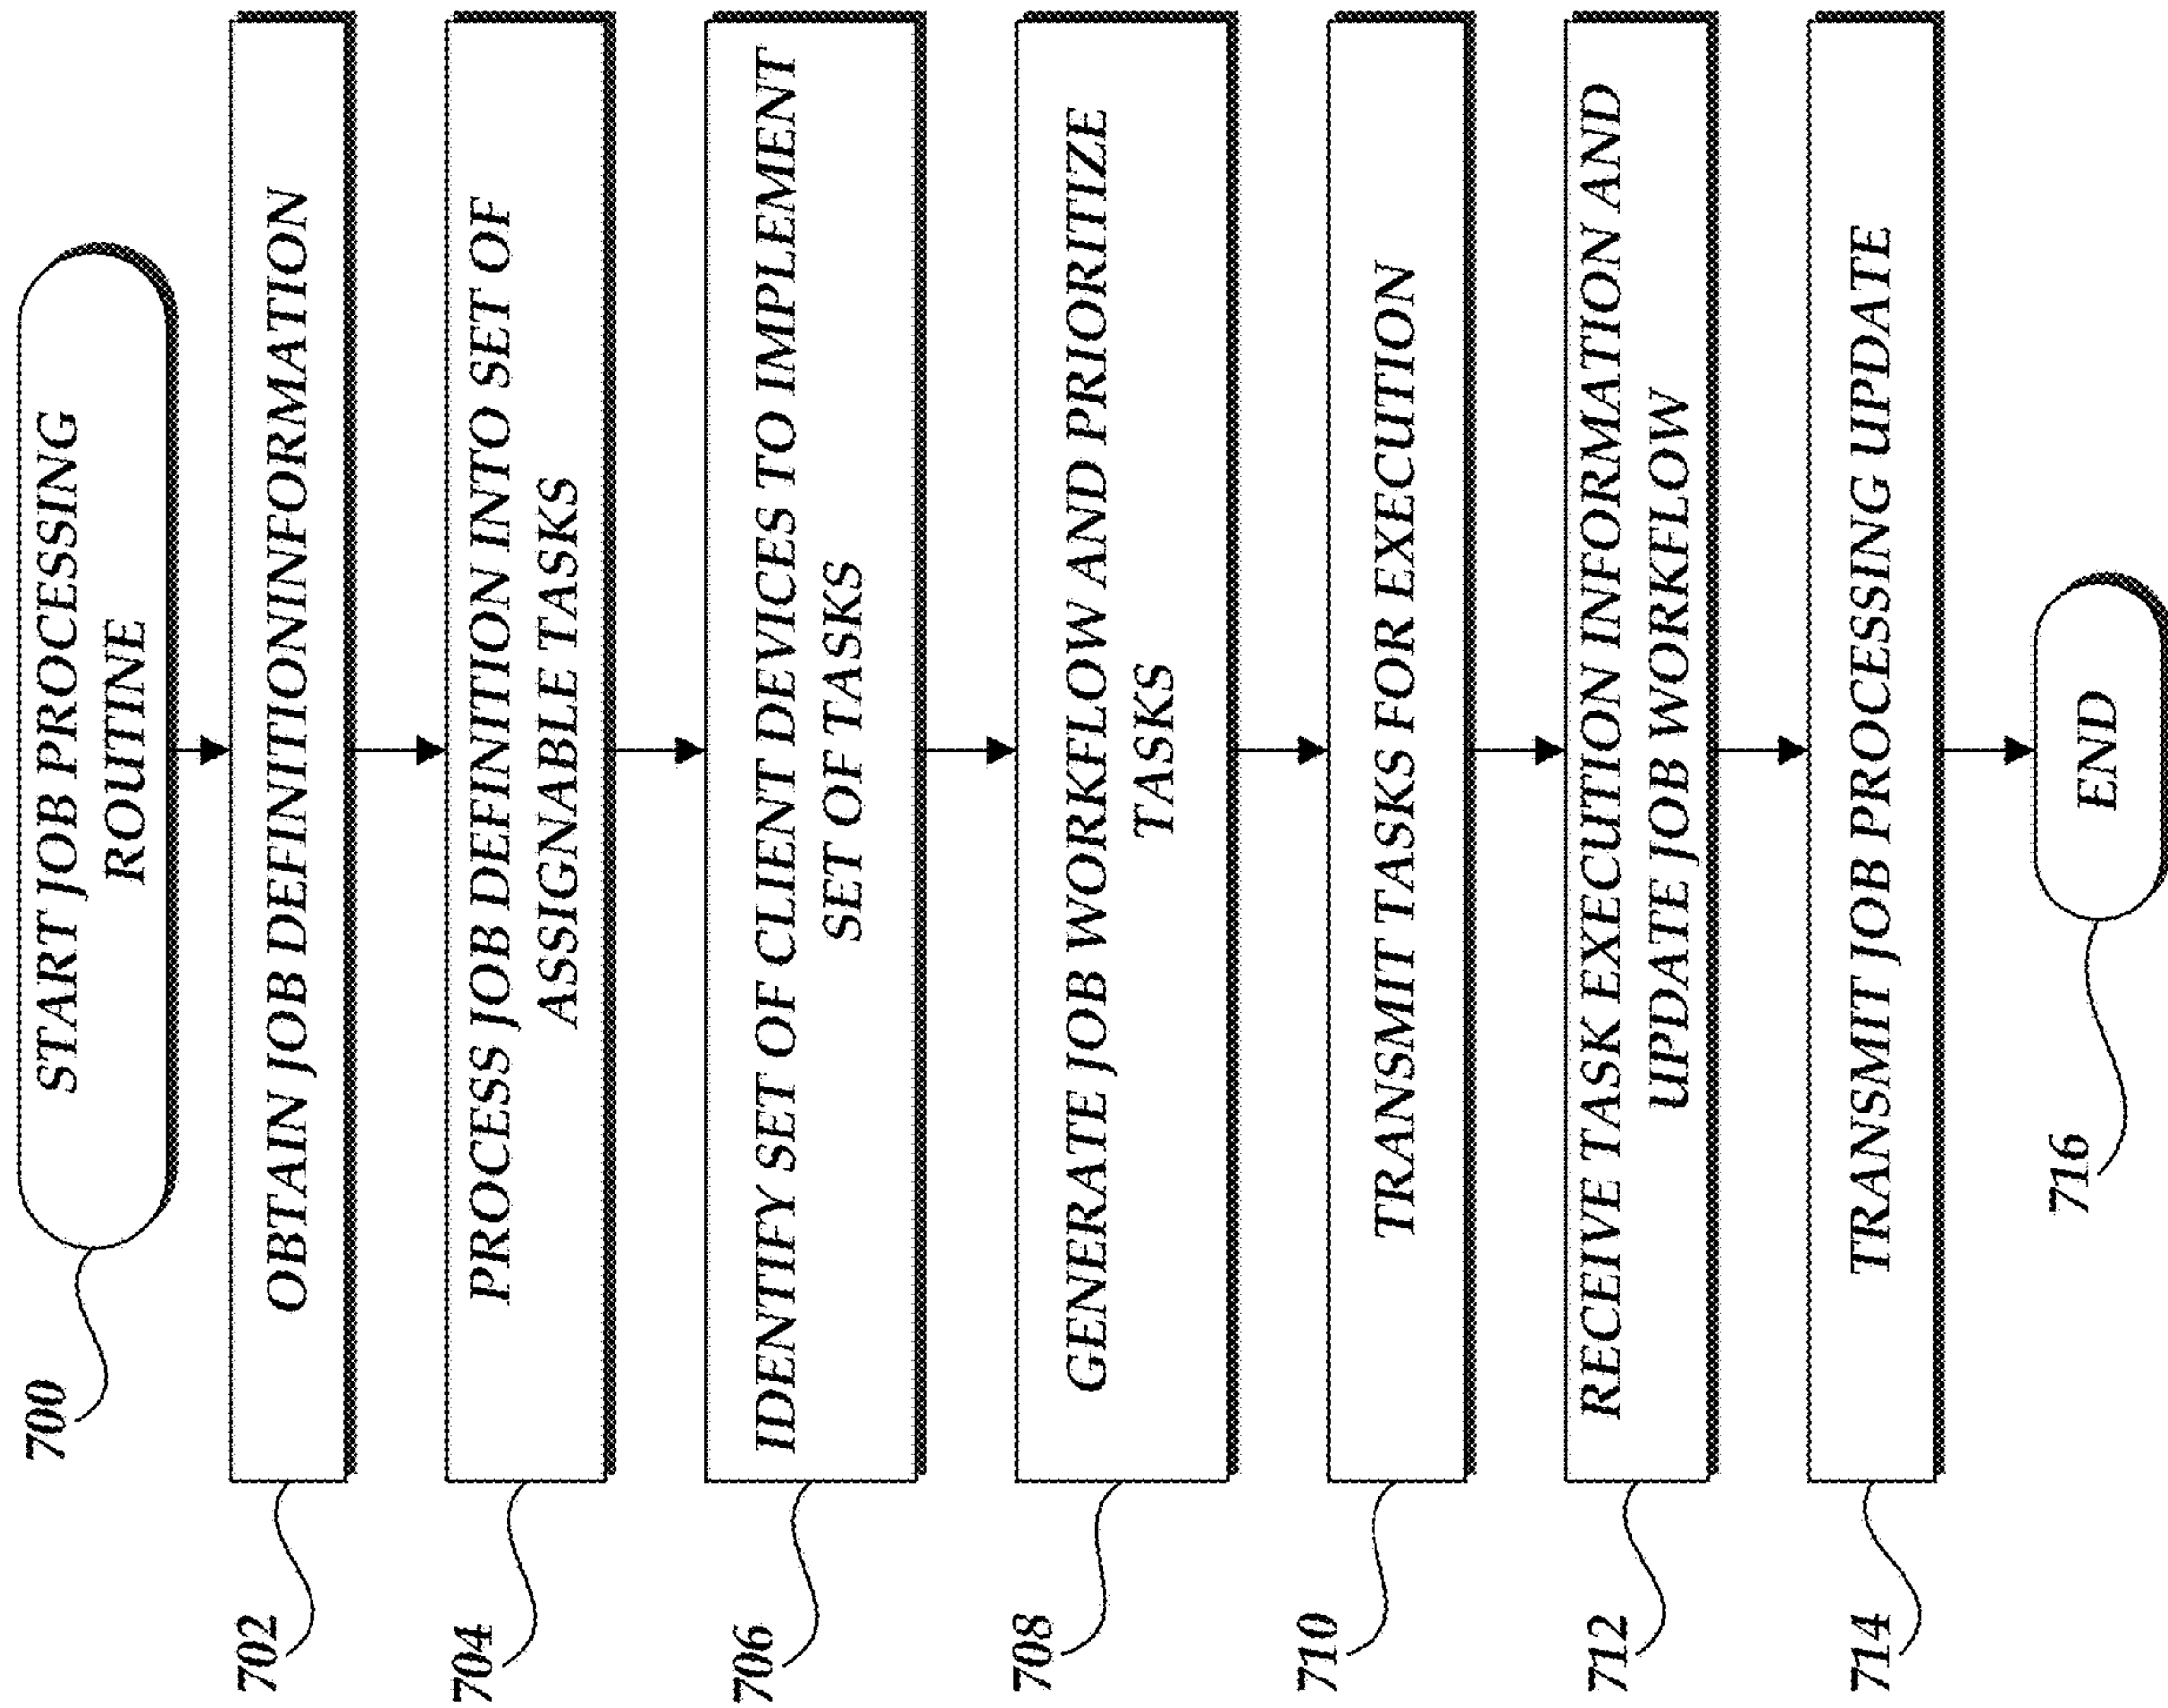 700
START JOB PROCESSING
ROUTINE
702
OBTAIN JOB DEFINITIONINFORMATION
704
PROCESS JOB DEFINITION INTO SET OF
ASSIGNABLE TASKS
706
IDENTIFY SET OF CLIENT DEVICES TO IMPLEMENT
SET OF TASKS
708
GENERATE JOB WORKFLOW AND PRIORITIZE
TASKS
710
TRANSMIT TASKS FOR EXECUTION
712
RECEIVE TASK EXECUTION INFORMATION AND
UPDATE JOB WORKFLOW
714
TRANSMIT JOB PROCESSING UPDATE
716
END